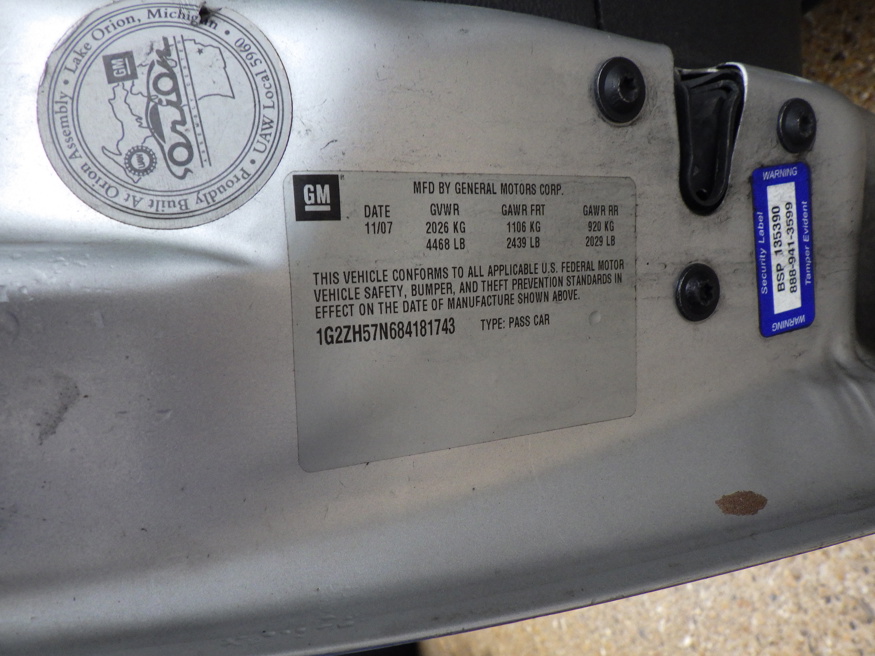 Proudly Built At Orion Assembly • Lake Orion, Michigan • UAW Local 5960
GM
Orion
UAW
GM
MFD BY GENERAL MOTORS CORP.
DATE GVWR GAWR FRT GAWR RR
11/07 2026 KG 1106 KG 920 KG
4468 LB 2439 LB 2029 LB
THIS VEHICLE CONFORMS TO ALL APPLICABLE U.S. FEDERAL MOTOR
VEHICLE SAFETY, BUMPER, AND THEFT PREVENTION STANDARDS IN
EFFECT ON THE DATE OF MANUFACTURE SHOWN ABOVE.
1G2ZH57N684181743 TYPE: PASS CAR
WARNING
Security Label
BSP 135390
888-941-3599
Tamper Evident
WARNING